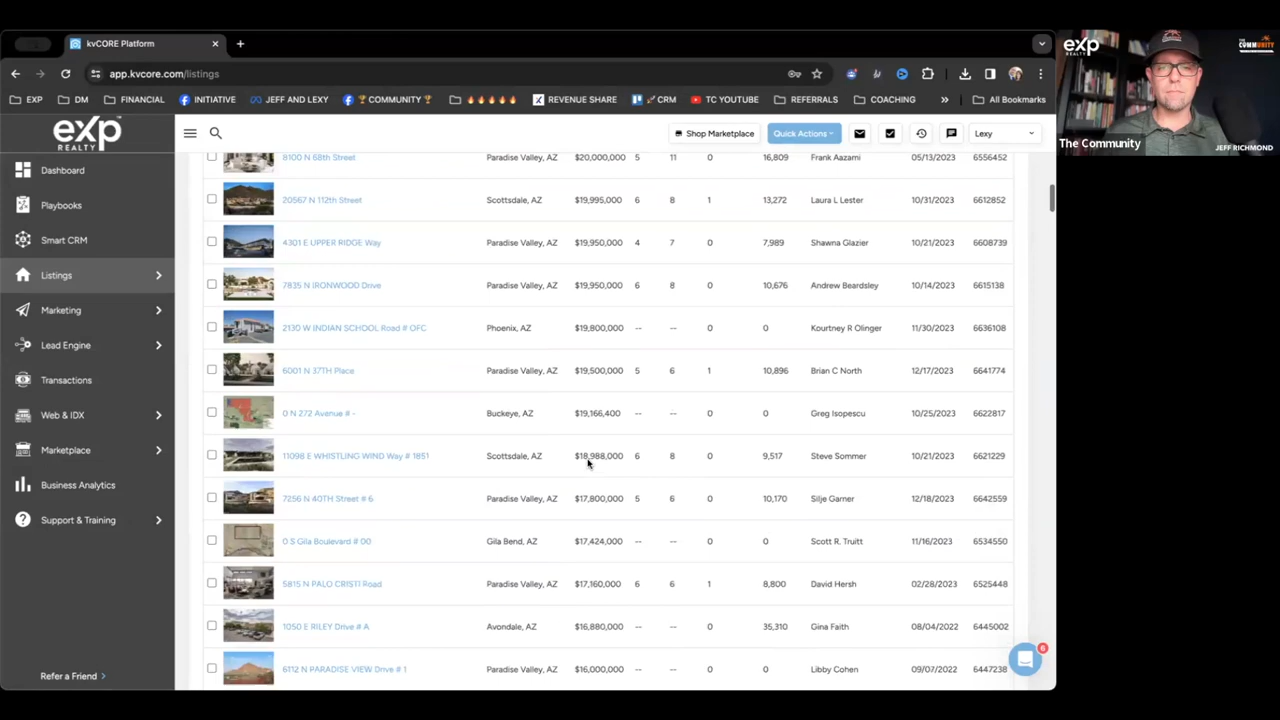 kvCORE Platform
app.kvcore.com/listings
EXP DM FINANCIAL INITIATIVE JEFF AND LEXY COMMUNITY REVENUE SHARE CRM TC YOUTUBE REFERRALS COACHING » All Bookmarks
exp REALTY
Shop Marketplace Quick Actions Lexy
Dashboard
Playbooks
Smart CRM
Listings
Marketing
Lead Engine
Transactions
Web & IDX
Marketplace
Business Analytics
Support & Training
Refer a Friend
8100 N 68th Street Paradise Valley, AZ $20,000,000 5 11 0 16,809 Frank Aazami 05/13/2023 6556452
20567 N 112th Street Scottsdale, AZ $19,995,000 6 8 1 13,272 Laura L Lester 10/31/2023 6612852
4301 E UPPER RIDGE Way Paradise Valley, AZ $19,950,000 4 7 0 7,989 Shawna Glazier 10/21/2023 6608739
7835 N IRONWOOD Drive Paradise Valley, AZ $19,950,000 6 8 0 10,676 Andrew Beardsley 10/14/2023 6615138
2130 W INDIAN SCHOOL Road # OFC Phoenix, AZ $19,800,000 -- -- 0 0 Kourtney R Olinger 11/30/2023 6636108
6001 N 37TH Place Paradise Valley, AZ $19,500,000 5 6 1 10,896 Brian C North 12/17/2023 6641774
0 N 272 Avenue # - Buckeye, AZ $19,166,400 -- -- 0 0 Greg Isopescu 10/25/2023 6622817
11098 E WHISTLING WIND Way # 1851 Scottsdale, AZ $18,988,000 6 8 0 9,517 Steve Sommer 10/21/2023 6621229
7256 N 40TH Street # 6 Paradise Valley, AZ $17,800,000 5 6 0 10,170 Silje Garner 12/18/2023 6642559
0 S Gila Boulevard # 00 Gila Bend, AZ $17,424,000 -- -- 0 0 Scott R. Truitt 11/16/2023 6534550
5815 N PALO CRISTI Road Paradise Valley, AZ $17,160,000 6 6 1 8,800 David Hersh 02/28/2023 6525448
1050 E RILEY Drive # A Avondale, AZ $16,880,000 -- -- 0 35,310 Gina Faith 08/04/2022 6445002
6112 N PARADISE VIEW Drive # 1 Paradise Valley, AZ $16,000,000 -- -- 0 0 Libby Cohen 09/07/2022 6447238
6
exp REALTY
THE COMMUNITY
The Community
JEFF RICHMOND